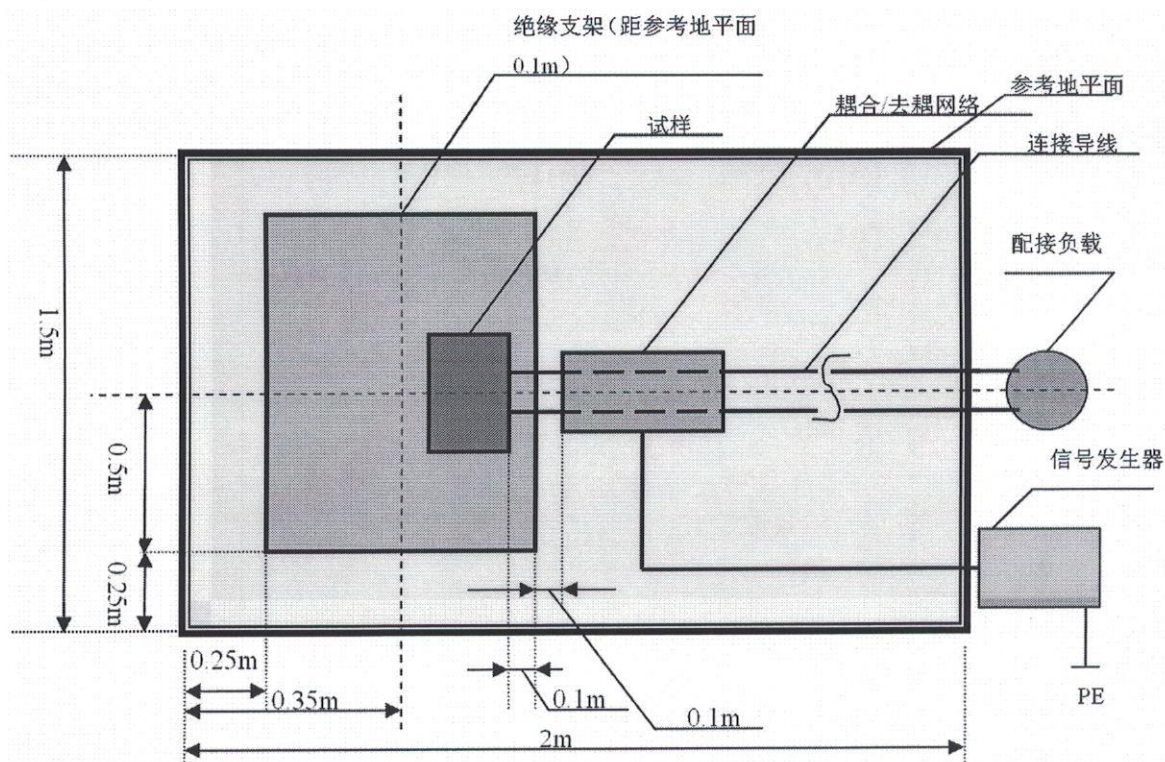 绝缘支架（距参考地平面
0.1m）
参考地平面
耦合/去耦网络
试样
连接导线
配接负载
1.5m
0.5m
信号发生器
0.25m
0.25m
0.35m
0.1m
0.1m
PE
2m